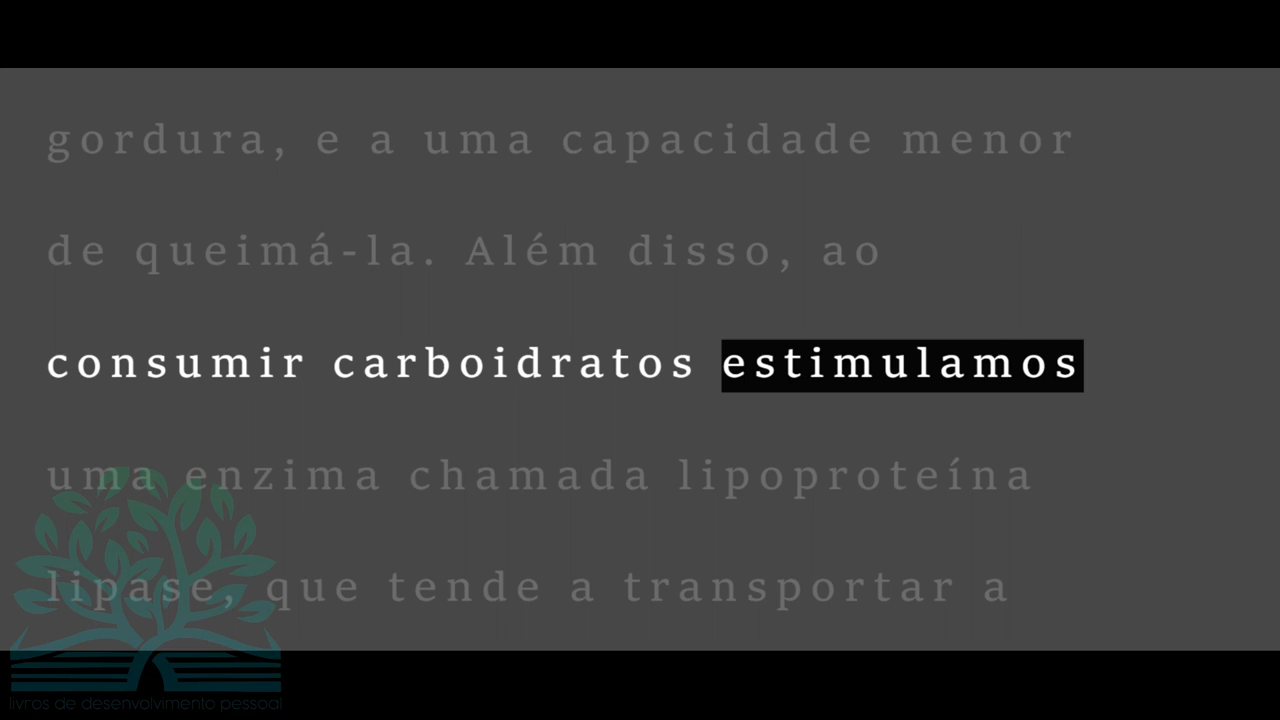 gordura, e a uma capacidade menor
de queimá-la. Além disso, ao
consumir carboidratos estimulamos
uma enzima chamada lipoproteína
lipase, que tende a transportar a
livros de desenvolvimento pessoal